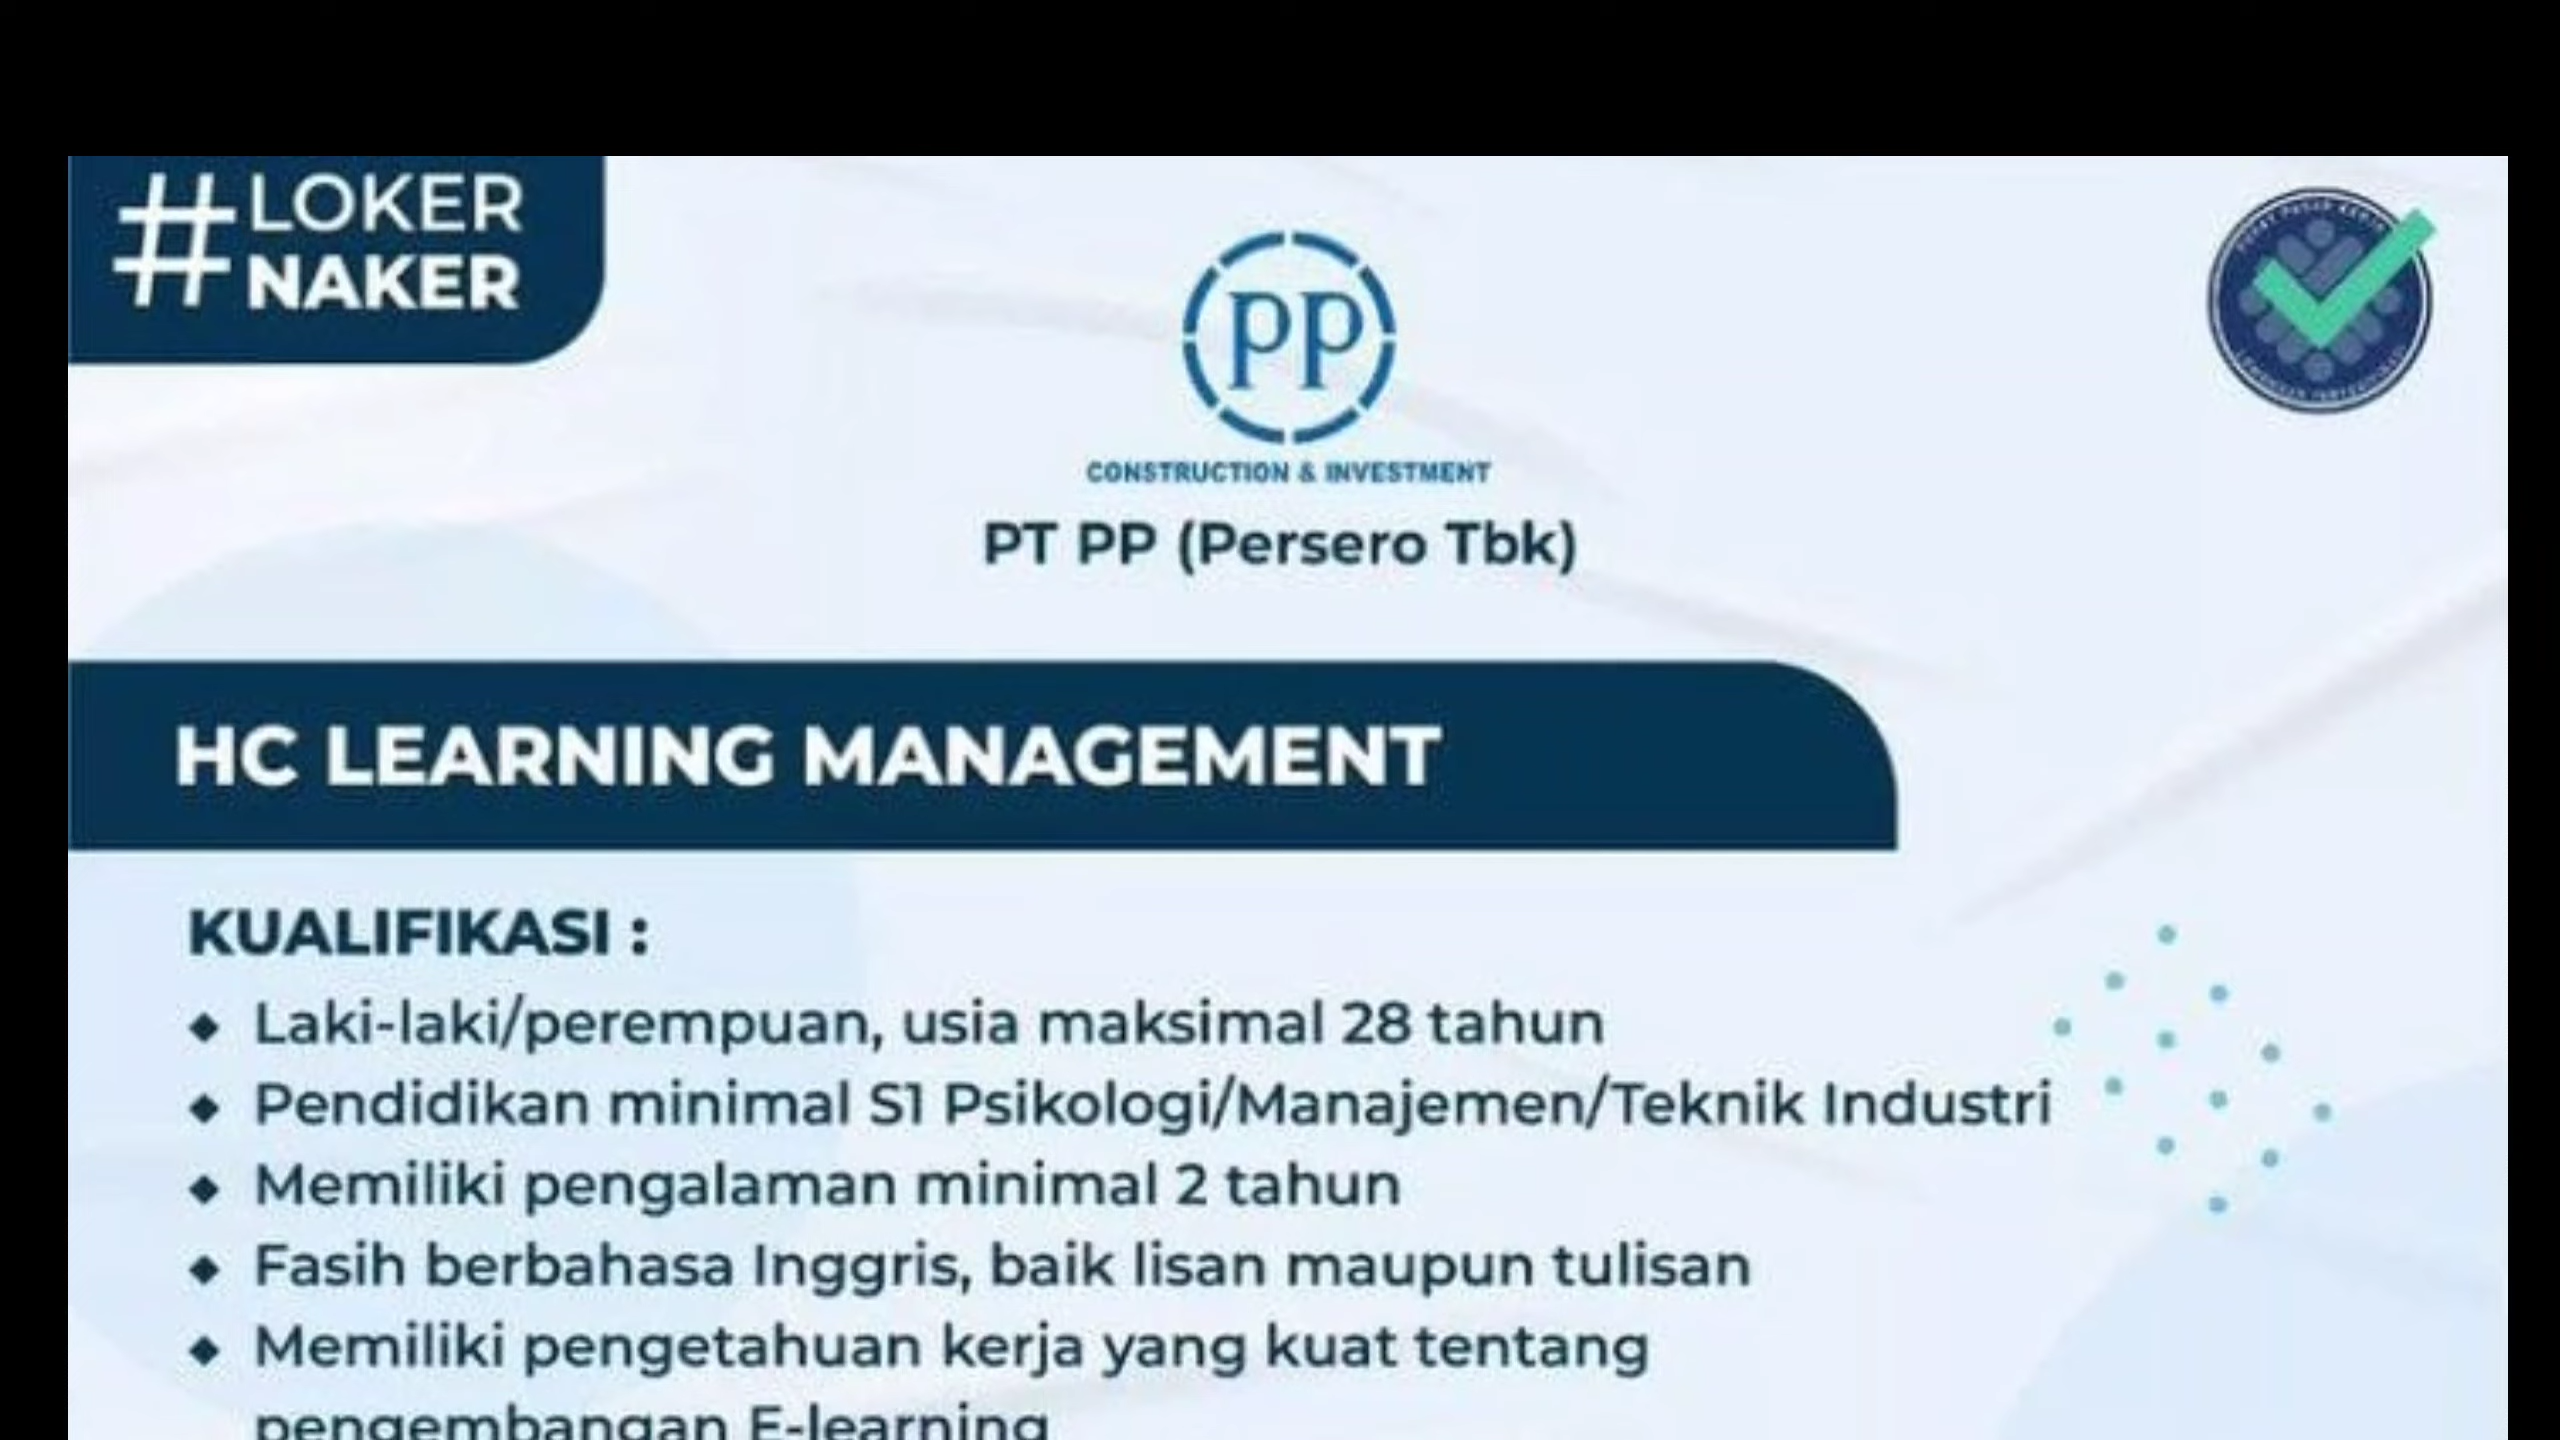 #LOKER
NAKER
PP
CONSTRUCTION & INVESTMENT
PT PP (Persero Tbk)
HC LEARNING MANAGEMENT
KUALIFIKASI :
◆ Laki-laki/perempuan, usia maksimal 28 tahun
◆ Pendidikan minimal S1 Psikologi/Manajemen/Teknik Industri
◆ Memiliki pengalaman minimal 2 tahun
◆ Fasih berbahasa Inggris, baik lisan maupun tulisan
◆ Memiliki pengetahuan kerja yang kuat tentang
pengembangan E-learning